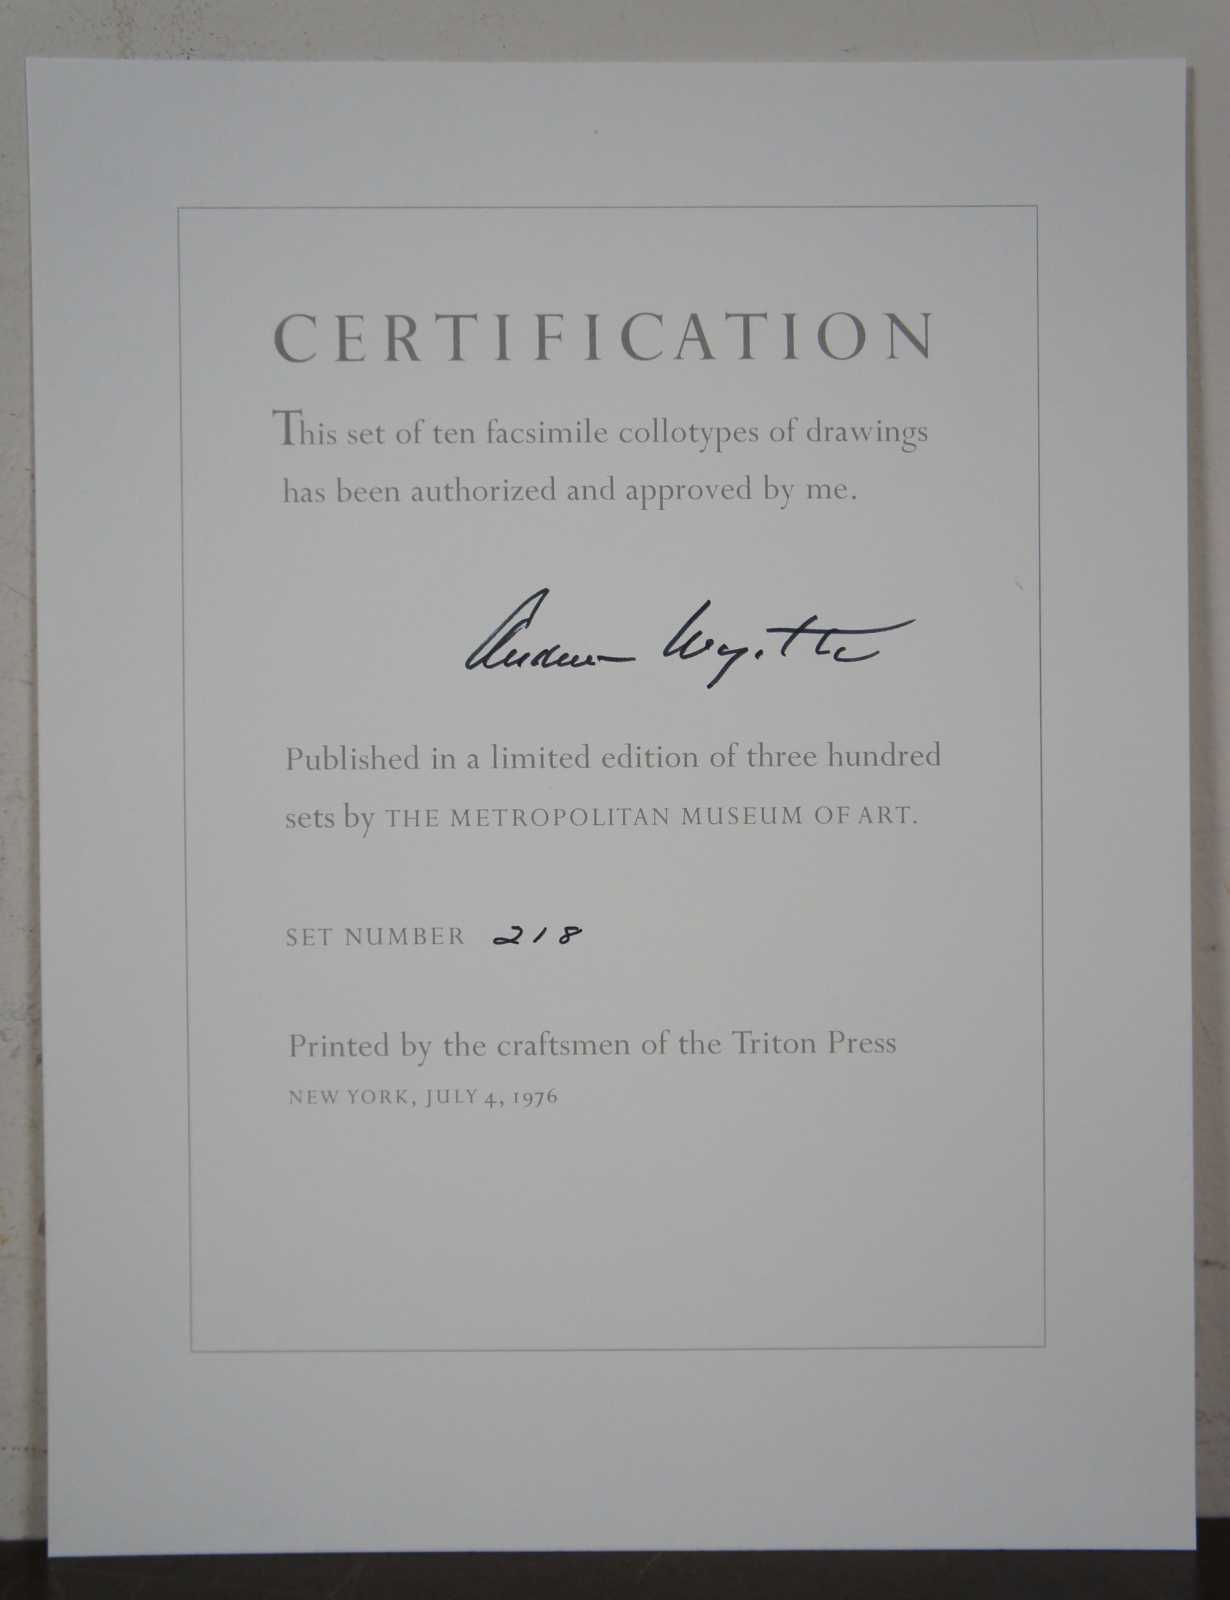 CERTIFICATION
This set of ten facsimile collotypes of drawings
has been authorized and approved by me.
Andrew Wyeth
Published in a limited edition of three hundred
sets by THE METROPOLITAN MUSEUM OF ART.
SET NUMBER 218
Printed by the craftsmen of the Triton Press
NEW YORK, JULY 4, 1976